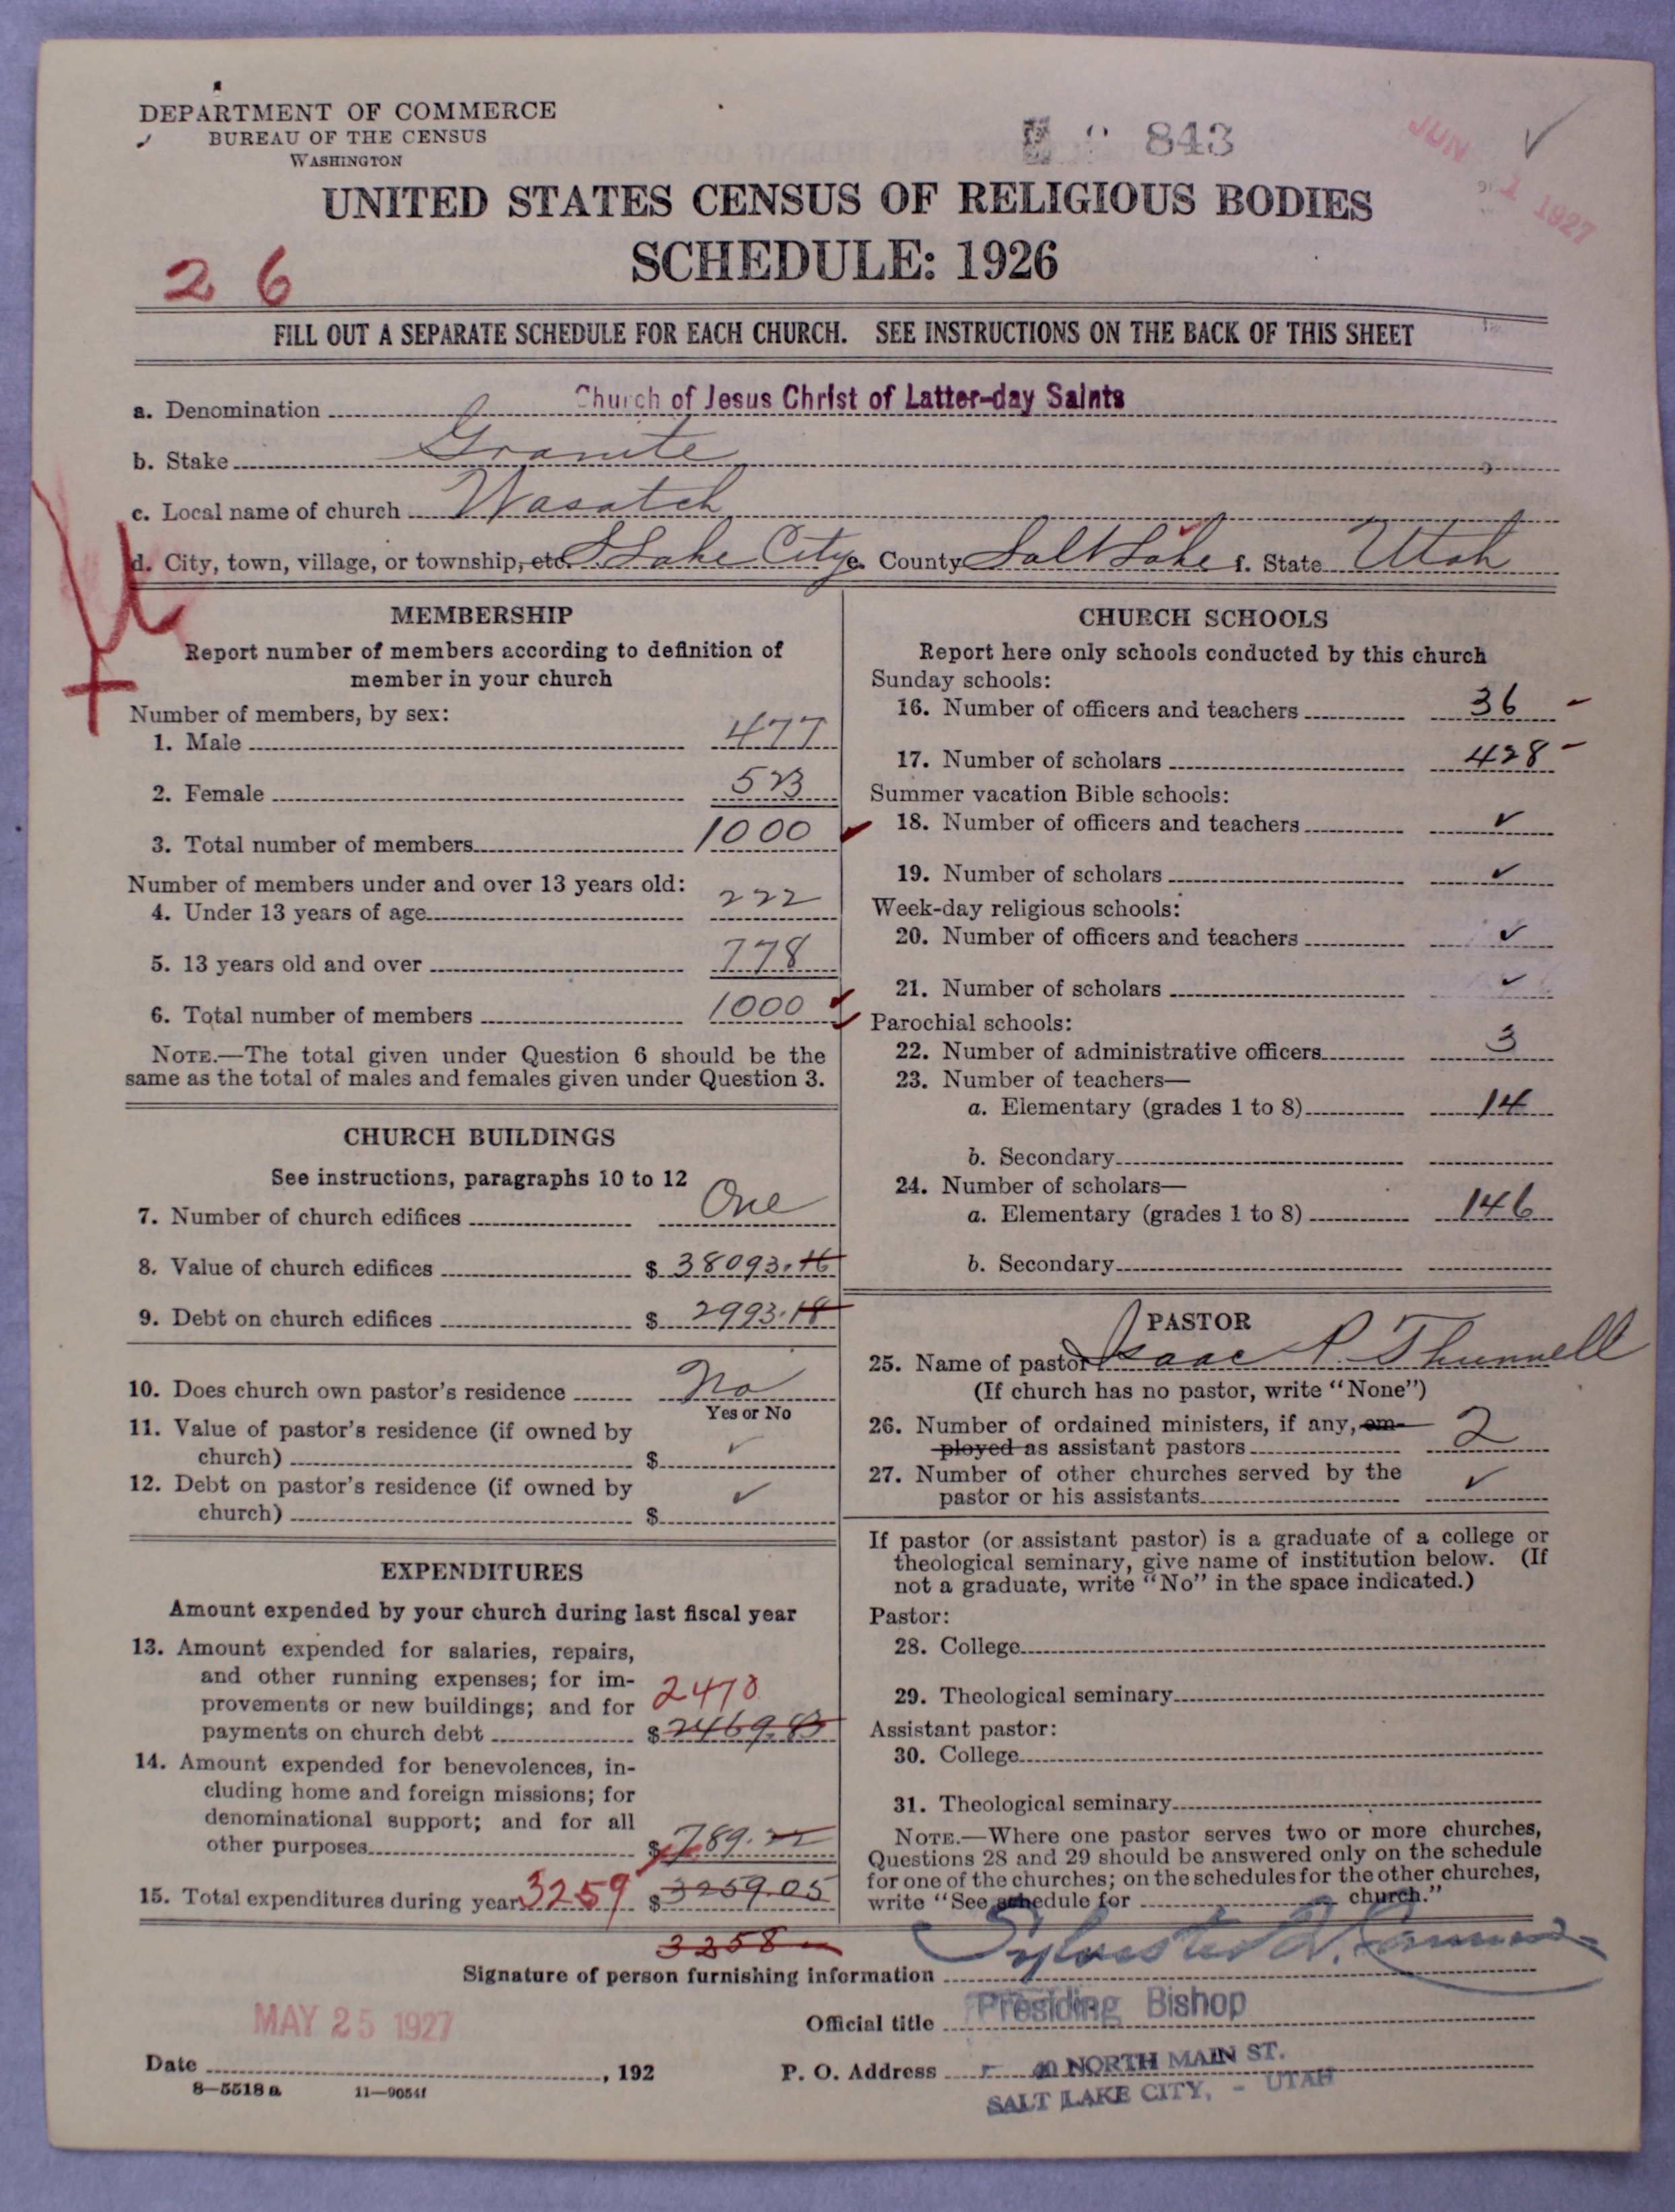 DEPARTMENT OF COMMERCE
BUREAU OF THE CENSUS
WASHINGTON
843
JUN 1 1927
UNITED STATES CENSUS OF RELIGIOUS BODIES
SCHEDULE: 1926
26
FILL OUT A SEPARATE SCHEDULE FOR EACH CHURCH. SEE INSTRUCTIONS ON THE BACK OF THIS SHEET
a. Denomination Church of Jesus Christ of Latter-day Saints
b. Stake Granite
c. Local name of church Wasatch
d. City, town, village, or township, etc. S Lake City e. County Salt Lake f. State Utah
MEMBERSHIP
Report number of members according to definition of
member in your church
Number of members, by sex:
1. Male 477
2. Female 523
3. Total number of members 1000
Number of members under and over 13 years old:
4. Under 13 years of age 222
5. 13 years old and over 778
6. Total number of members 1000
NOTE.—The total given under Question 6 should be the
same as the total of males and females given under Question 3.
CHURCH BUILDINGS
See instructions, paragraphs 10 to 12
7. Number of church edifices One
8. Value of church edifices $ 38093.16
9. Debt on church edifices $ 2993.18
10. Does church own pastor's residence No
Yes or No
11. Value of pastor's residence (if owned by
church) $ ✓
12. Debt on pastor's residence (if owned by
church) $ ✓
EXPENDITURES
Amount expended by your church during last fiscal year
13. Amount expended for salaries, repairs,
and other running expenses; for im-
provements or new buildings; and for 2470
payments on church debt $ 2469.83
14. Amount expended for benevolences, in-
cluding home and foreign missions; for
denominational support; and for all
other purposes $ 789.22
15. Total expenditures during year 3259 $ 3259.05
3258
CHURCH SCHOOLS
Report here only schools conducted by this church
Sunday schools:
16. Number of officers and teachers 36
17. Number of scholars 428
Summer vacation Bible schools:
18. Number of officers and teachers ✓
19. Number of scholars ✓
Week-day religious schools:
20. Number of officers and teachers ✓
21. Number of scholars ✓
Parochial schools:
22. Number of administrative officers 3
23. Number of teachers—
a. Elementary (grades 1 to 8) 14
b. Secondary
24. Number of scholars—
a. Elementary (grades 1 to 8) 146
b. Secondary
PASTOR
25. Name of pastor Isaac P. Thunnell
(If church has no pastor, write "None")
26. Number of ordained ministers, if any, em-
ployed as assistant pastors 2
27. Number of other churches served by the
pastor or his assistants ✓
If pastor (or assistant pastor) is a graduate of a college or
theological seminary, give name of institution below. (If
not a graduate, write "No" in the space indicated.)
Pastor:
28. College
29. Theological seminary
Assistant pastor:
30. College
31. Theological seminary
NOTE.—Where one pastor serves two or more churches,
Questions 28 and 29 should be answered only on the schedule
for one of the churches; on the schedules for the other churches,
write "See schedule for church."
Signature of person furnishing information Sylvester Q. Cannon
Official title Presiding Bishop
MAY 25 1927
Date , 192
P. O. Address 40 NORTH MAIN ST.
SALT LAKE CITY, - UTAH
8—5518 a 11—9054f